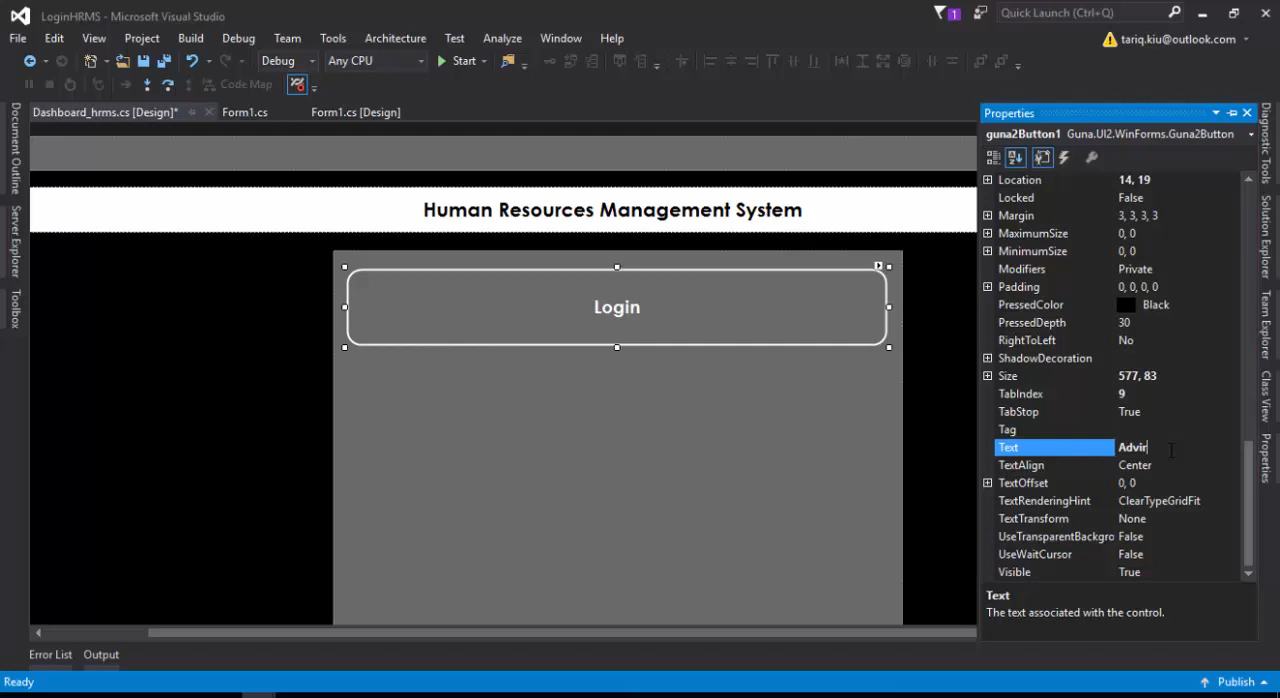 LoginHRMS - Microsoft Visual Studio
1
Quick Launch (Ctrl+Q)
File Edit View Project Build Debug Team Tools Architecture Test Analyze Window Help
tariq.kiu@outlook.com
Debug Any CPU Start
Code Map
Dashboard_hrms.cs [Design]* Form1.cs Form1.cs [Design]
Document Outline
Server Explorer
Toolbox
Human Resources Management System
Login
Properties
guna2Button1 Guna.UI2.WinForms.Guna2Button
Location 14, 19
Locked False
Margin 3, 3, 3, 3
MaximumSize 0, 0
MinimumSize 0, 0
Modifiers Private
Padding 0, 0, 0, 0
PressedColor Black
PressedDepth 30
RightToLeft No
ShadowDecoration
Size 577, 83
TabIndex 9
TabStop True
Tag
Text Advir
TextAlign Center
TextOffset 0, 0
TextRenderingHint ClearTypeGridFit
TextTransform None
UseTransparentBackgro False
UseWaitCursor False
Visible True
Text
The text associated with the control.
Diagnostic Tools
Solution Explorer
Team Explorer
Class View
Properties
Error List Output
Ready
Publish